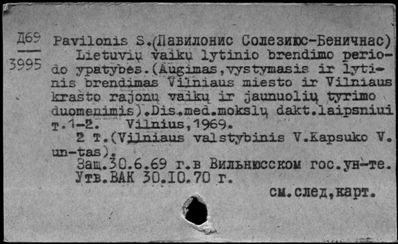 Д69
3995
Pavilonis S.(Павилонис Солезиюс-Беничнас)
Lietuvių vaikų lytinio brendimo perio-
do ypatybės.(Augimas,vystymasis ir lyti-
nis brendimas Vilniaus miesto ir Vilniaus
krašto rajonų vaikų ir jaunuolių tyrimo
duomenimis).Dis.med.mokslų dakt.laipsniui
т.1-2. Vilnius,1969.
2 т.(Vilniaus valstybinis V.Kapsuko V.
un-tas).
Защ.30.6.69 г.в Вильнюсском гос.ун-те.
Утв.ВАК 30.10.70 г.
см.след,карт.